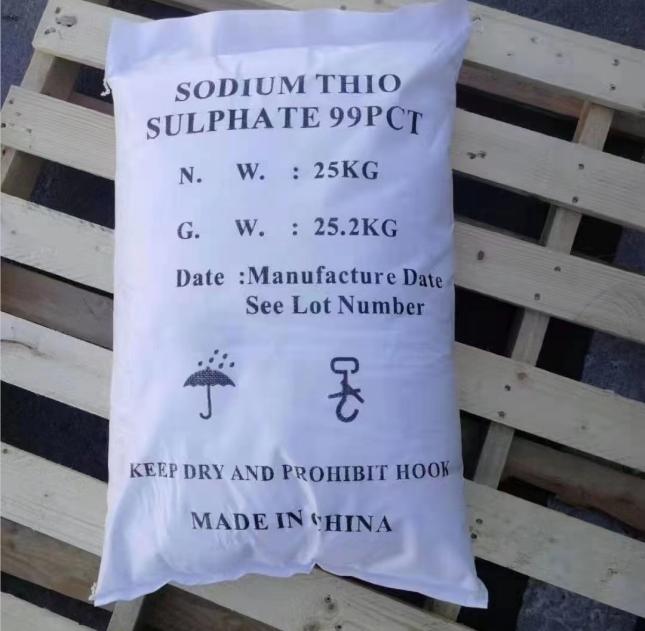 SODIUM THIO
SULPHATE 99PCT
N. W. : 25KG
G. W. : 25.2KG
Date :Manufacture Date
See Lot Number
KEEP DRY AND PROHIBIT HOOK
MADE IN CHINA